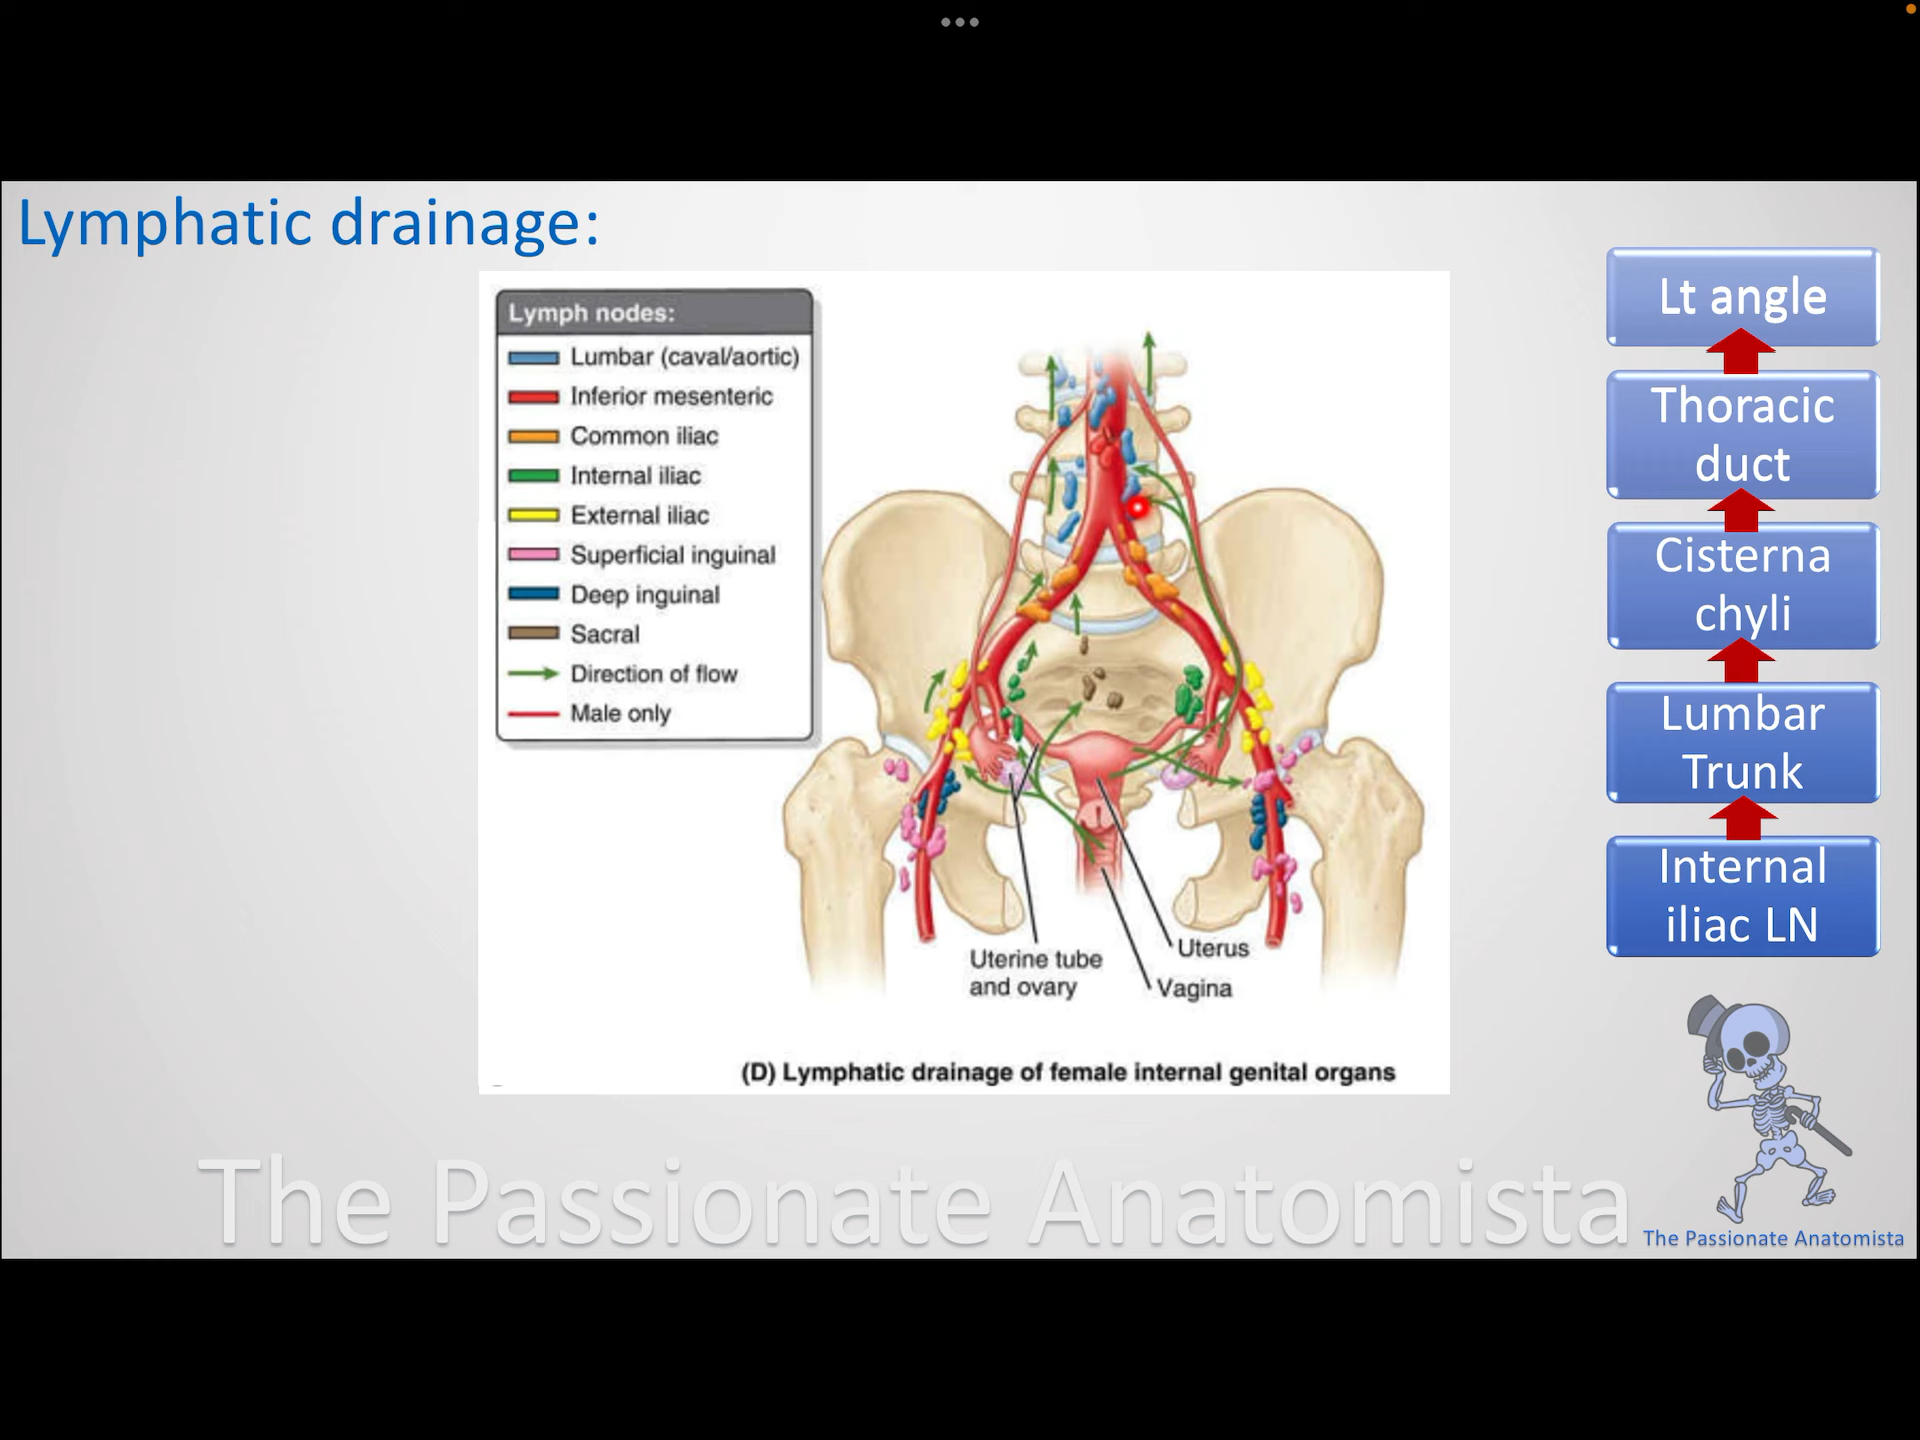 Lymphatic drainage:
Lymph nodes:
Lumbar (caval/aortic)
Inferior mesenteric
Common iliac
Internal iliac
External iliac
Superficial inguinal
Deep inguinal
Sacral
Direction of flow
Male only
Uterine tube
and ovary
Uterus
Vagina
(D) Lymphatic drainage of female internal genital organs
Lt angle
Thoracic
duct
Cisterna
chyli
Lumbar
Trunk
Internal
iliac LN
The Passionate Anatomista
The Passionate Anatomista